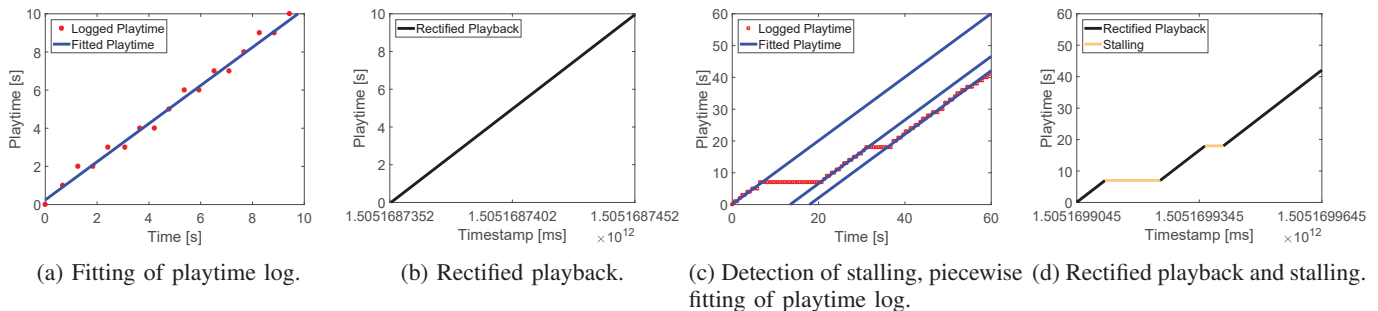 10
8
6
4
2
0
Playtime [s]
Logged Playtime
Fitted Playtime
0 2 4 6 8 10
Time [s]
(a) Fitting of playtime log.
10
8
6
4
2
0
Playtime [s]
Rectified Playback
1.5051687352 1.5051687402 1.5051687452
Timestamp [ms]
×10^12
(b) Rectified playback.
60
50
40
30
20
10
0
Playtime [s]
Logged Playtime
Fitted Playtime
0 20 40 60
Time [s]
(c) Detection of stalling, piecewise
fitting of playtime log.
60
50
40
30
20
10
0
Playtime [s]
Rectified Playback
Stalling
1.5051699045 1.5051699345 1.5051699645
Timestamp [ms]
×10^12
(d) Rectified playback and stalling.